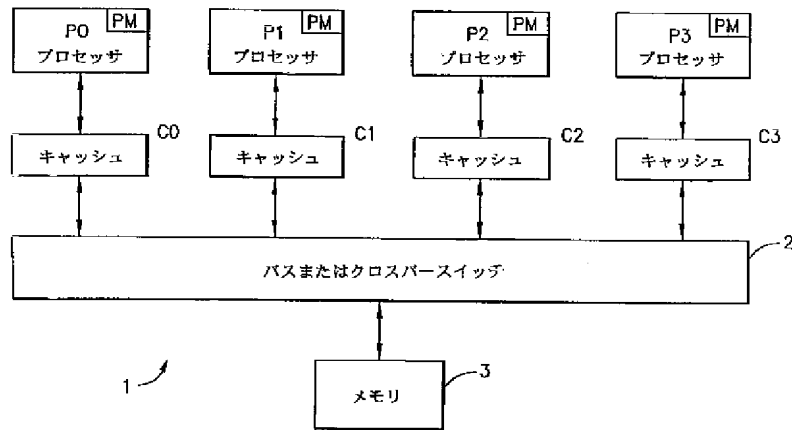 P0 PM
プロセッサ
P1 PM
プロセッサ
P2 PM
プロセッサ
P3 PM
プロセッサ
キャッシュ C0
キャッシュ C1
キャッシュ C2
キャッシュ C3
バスまたはクロスバースイッチ 2
1
メモリ 3